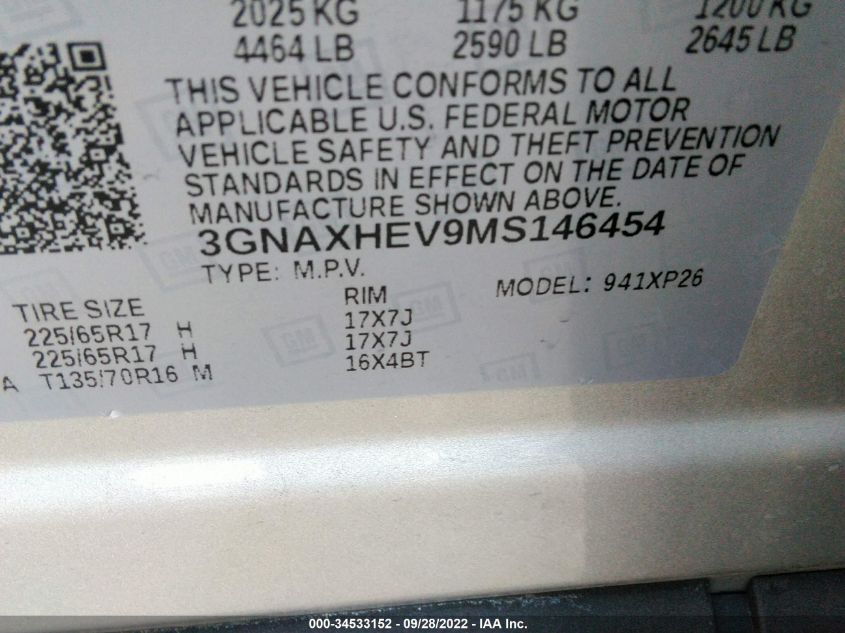 2025 KG 1175 KG 1200 KG
4464 LB 2590 LB 2645 LB
THIS VEHICLE CONFORMS TO ALL
APPLICABLE U.S. FEDERAL MOTOR
VEHICLE SAFETY AND THEFT PREVENTION
STANDARDS IN EFFECT ON THE DATE OF
MANUFACTURE SHOWN ABOVE.
3GNAXHEV9MS146454
TYPE: M.P.V. MODEL: 941XP26
TIRE SIZE RIM
225/65R17 H 17X7J
225/65R17 H 17X7J
A T135/70R16 M 16X4BT
000-34533152 - 09/28/2022 - IAA Inc.